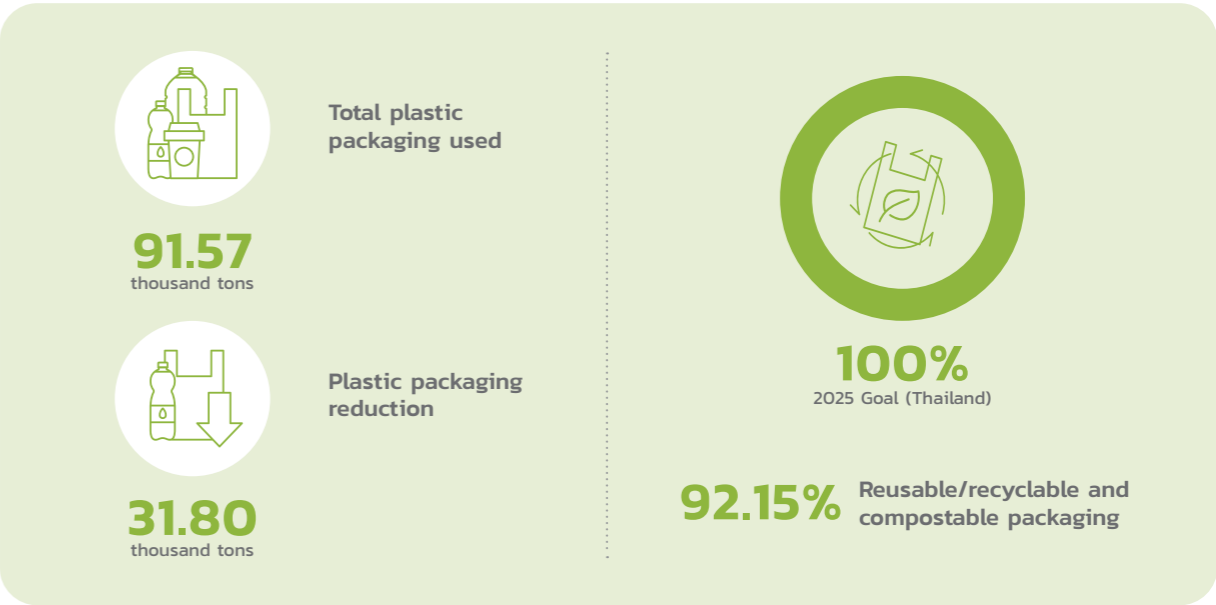 Total plastic
packaging used
91.57
thousand tons
Plastic packaging
reduction
31.80
thousand tons
100%
2025 Goal (Thailand)
92.15%
Reusable/recyclable and
compostable packaging